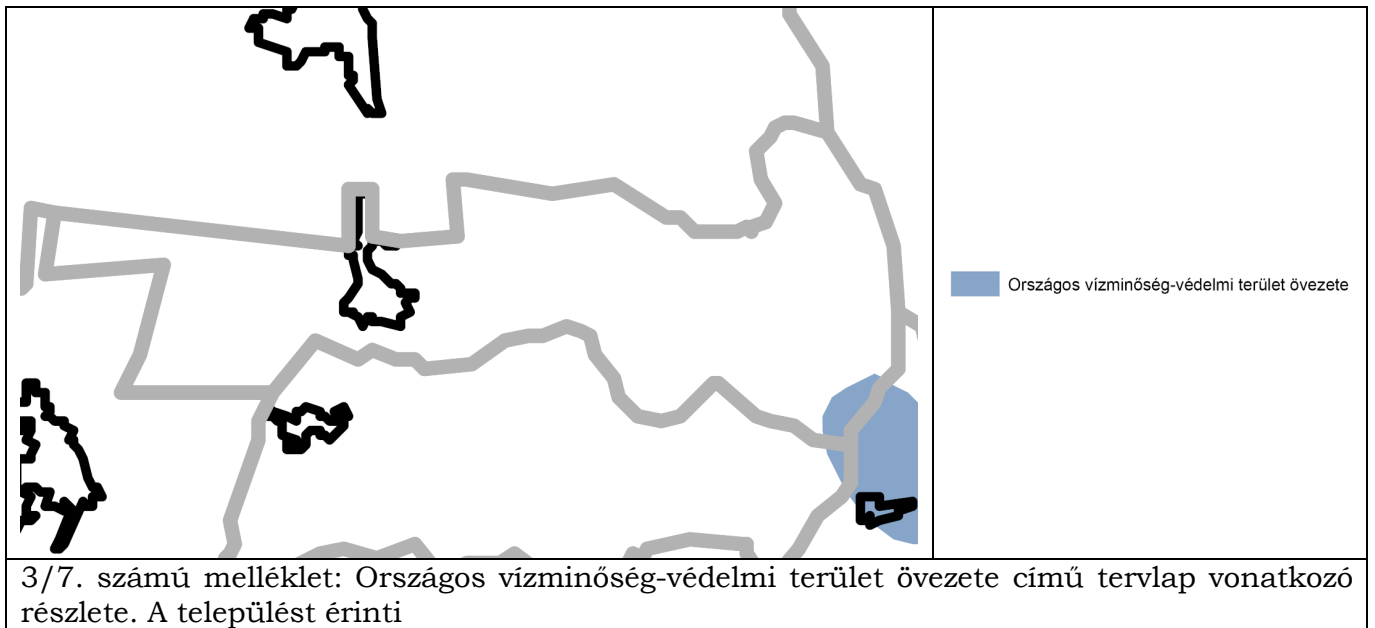 Országos vízminőség-védelmi terület övezete
3/7. számú melléklet: Országos vízminőség-védelmi terület övezete című tervlap vonatkozó
részlete. A települést érinti